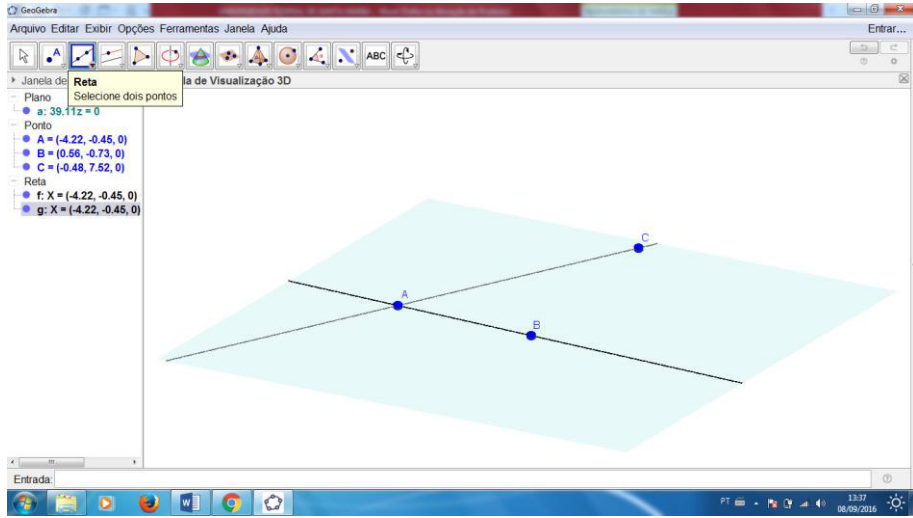 GeoGebra
Arquivo Editar Exibir Opções Ferramentas Janela Ajuda
Entrar...
A
ABC
Janela de
la de Visualização 3D
Reta
Selecione dois pontos
Plano
a: 39.11z = 0
Ponto
A = (-4.22, -0.45, 0)
B = (0.56, -0.73, 0)
C = (-0.48, 7.52, 0)
Reta
f: X = (-4.22, -0.45, 0)
g: X = (-4.22, -0.45, 0)
C
A
B
Entrada:
W
PT
13:37
08/09/2016